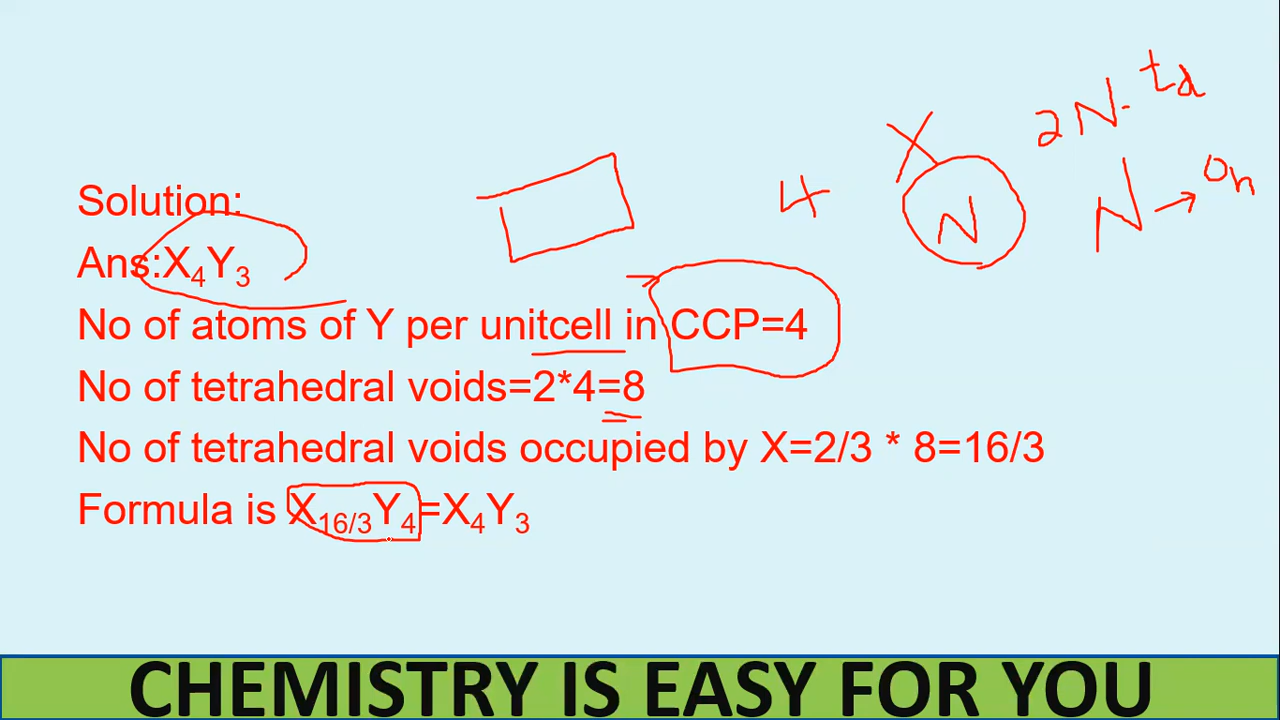 2N. td
X
4
N
N → Oh
Solution:
Ans:X4Y3
No of atoms of Y per unitcell in CCP=4
No of tetrahedral voids=2*4=8
No of tetrahedral voids occupied by X=2/3 * 8=16/3
Formula is X16/3Y4=X4Y3
CHEMISTRY IS EASY FOR YOU